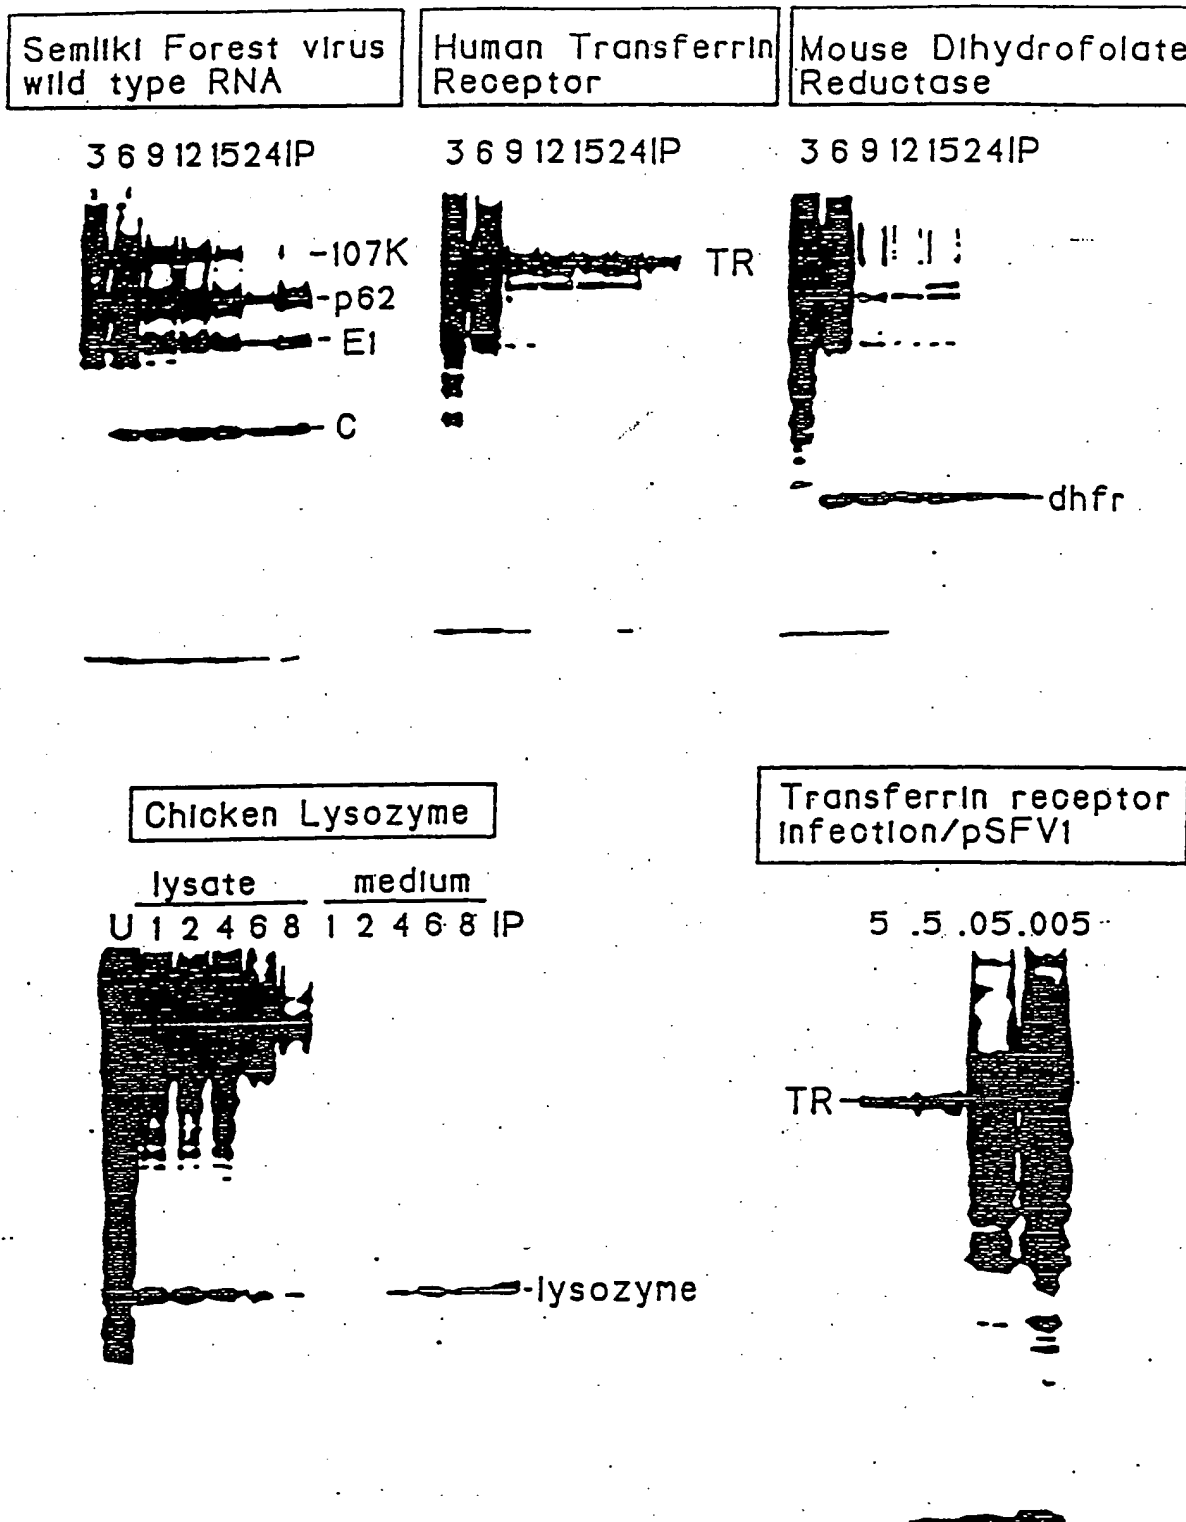 Semliki Forest virus
wild type RNA
Human Transferrin
Receptor
Mouse Dihydrofolate
Reductase
3 6 9 12 15 24 IP
3 6 9 12 15 24 IP
3 6 9 12 15 24 IP
-107K
-p62
- E1
- C
TR
-dhfr
Chicken Lysozyme
lysate medium
U 1 2 4 6 8 1 2 4 6 8 IP
-lysozyme
Transferrin receptor
infection/pSFV1
5 .5 .05 .005
TR-